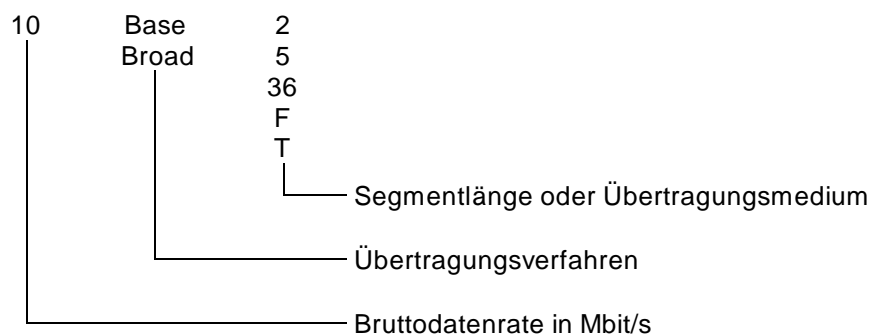 10 Base 2
Broad 5
36
F
T
Segmentlänge oder Übertragungsmedium
Übertragungsverfahren
Bruttodatenrate in Mbit/s